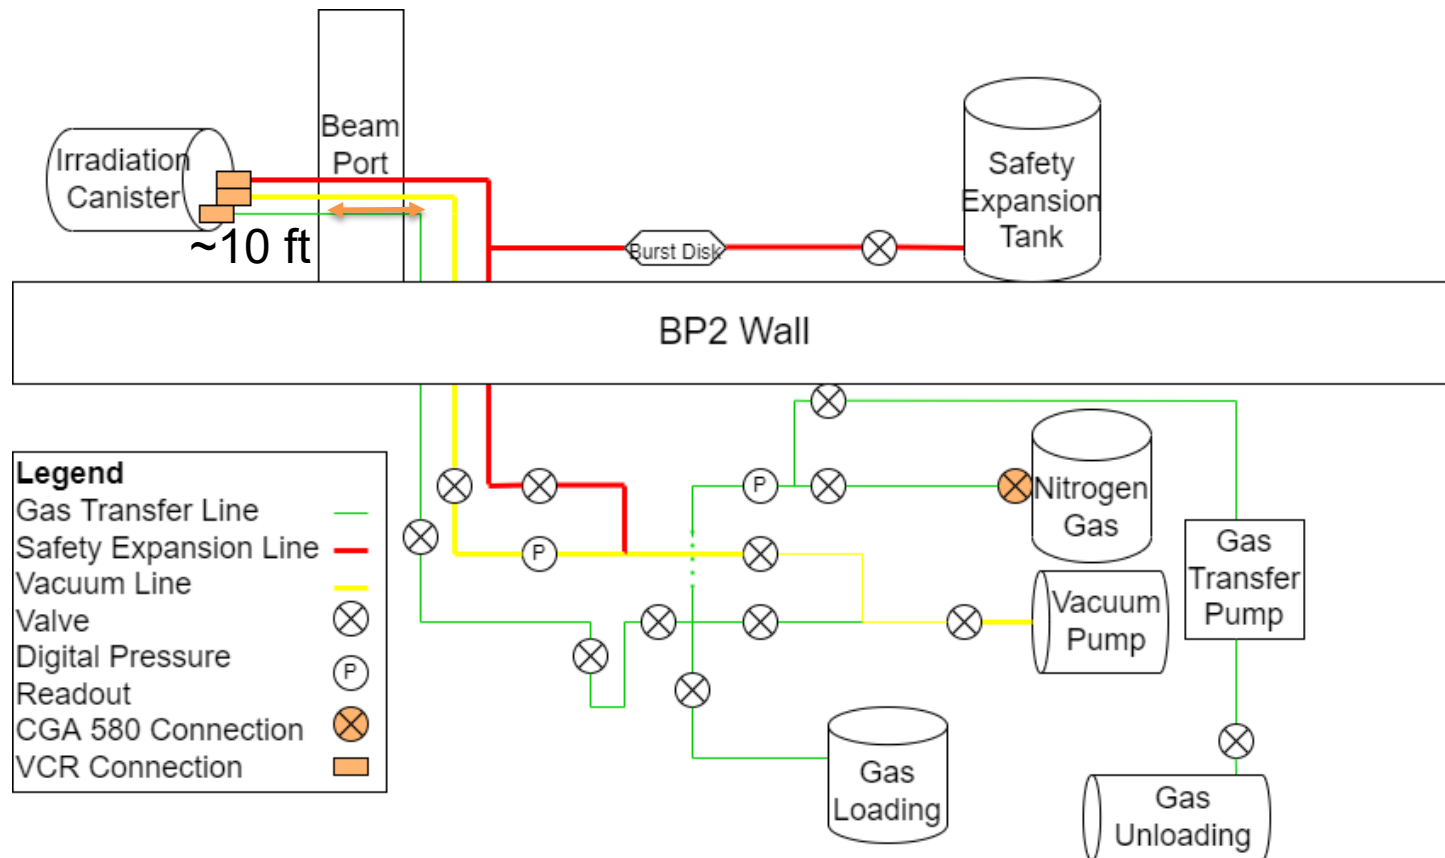 Beam
Port
Irradiation
Canister
~10 ft
Burst Disk
Safety
Expansion
Tank
BP2 Wall
Legend
Gas Transfer Line
Safety Expansion Line
Vacuum Line
Valve
Digital Pressure
Readout
P
CGA 580 Connection
VCR Connection
P
P
Nitrogen
Gas
Gas
Transfer
Pump
Vacuum
Pump
Gas
Loading
Gas
Unloading